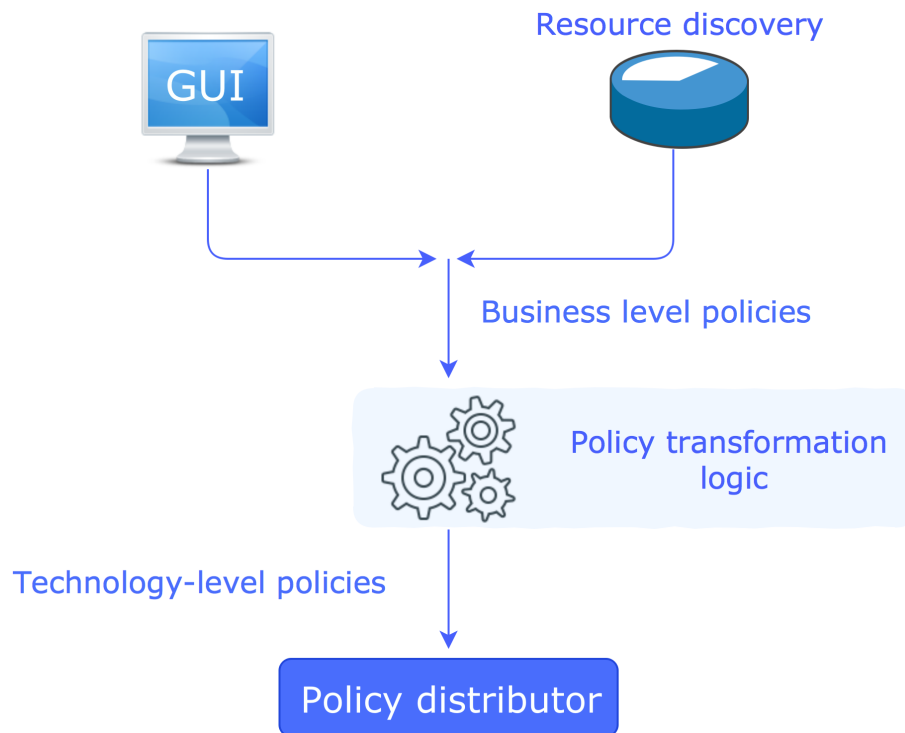 Resource discovery
GUI
Business level policies
Policy transformation
logic
Technology-level policies
Policy distributor